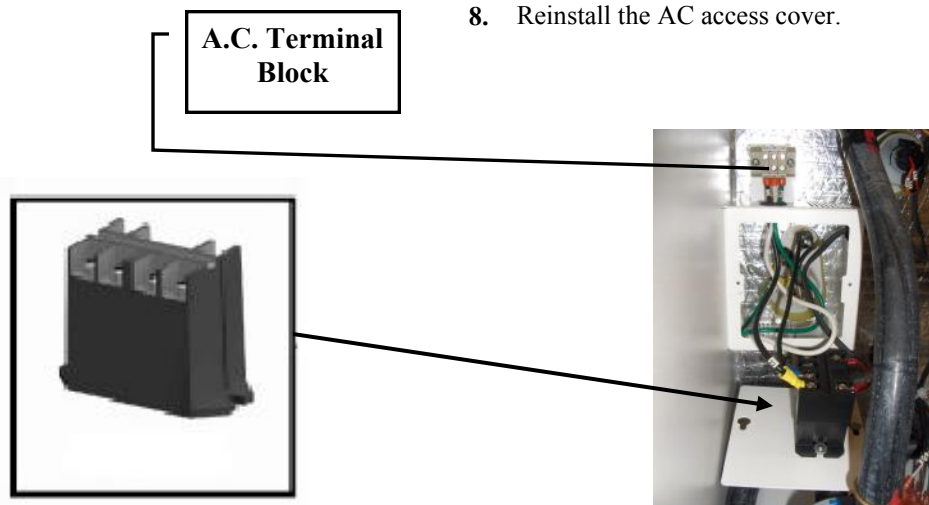 8. Reinstall the AC access cover.
A.C. Terminal
Block